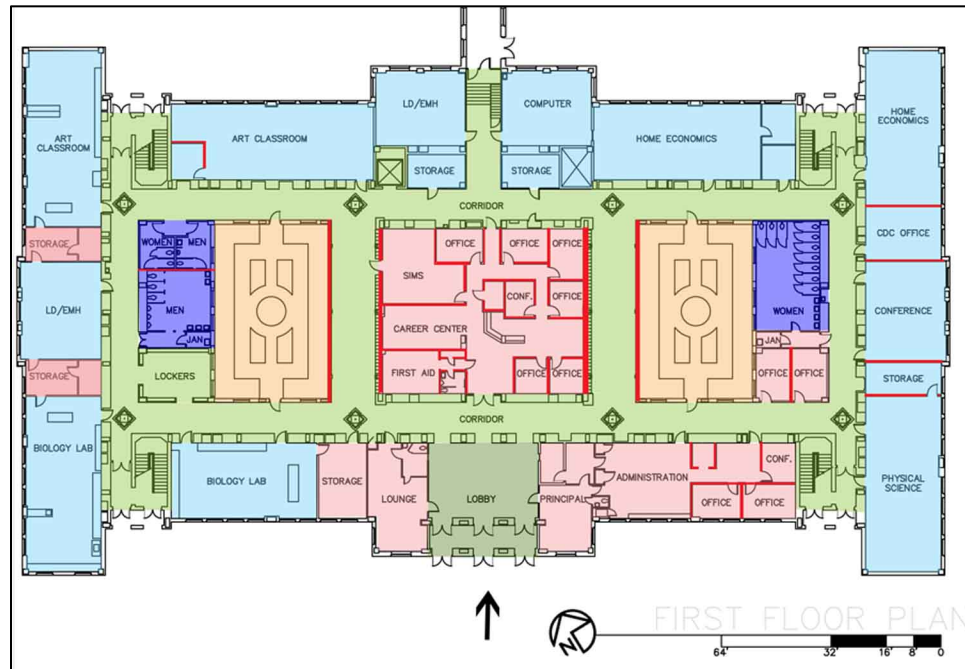 LD/EMH
COMPUTER
HOME
ECONOMICS
ART
CLASSROOM
ART CLASSROOM
HOME ECONOMICS
STORAGE
STORAGE
CORRIDOR
STORAGE
WOMEN
MEN
OFFICE
OFFICE
OFFICE
CDC OFFICE
SIMS
LD/EMH
MEN
CONF.
OFFICE
WOMEN
CONFERENCE
CAREER CENTER
JAN
JAN
LOCKERS
FIRST AID
OFFICE
OFFICE
OFFICE
OFFICE
STORAGE
STORAGE
CORRIDOR
BIOLOGY LAB
BIOLOGY LAB
STORAGE
LOUNGE
LOBBY
PRINCIPAL
ADMINISTRATION
CONF.
OFFICE
OFFICE
PHYSICAL
SCIENCE
N
FIRST FLOOR PLAN
64'
32'
16'
8'
0